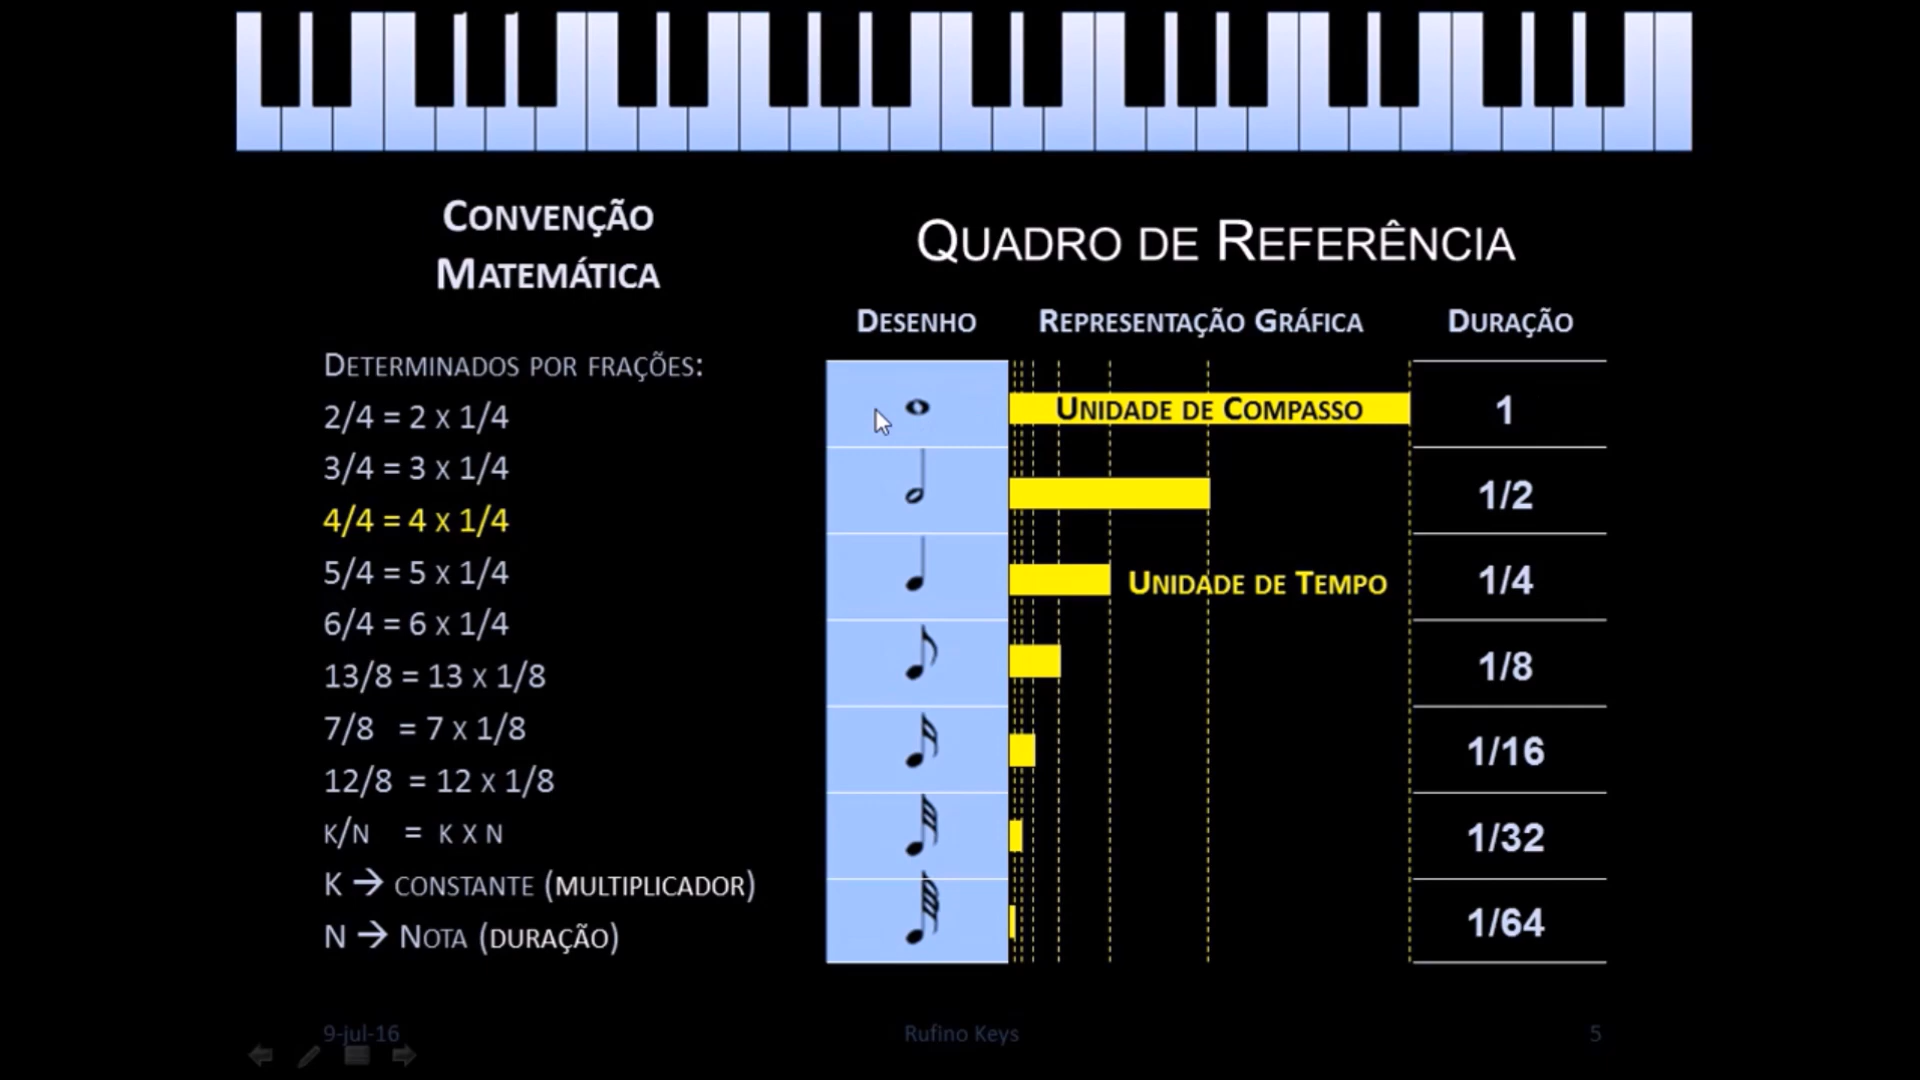 Convenção
Matemática
Determinados por frações:
2/4 = 2 x 1/4
3/4 = 3 x 1/4
4/4 = 4 x 1/4
5/4 = 5 x 1/4
6/4 = 6 x 1/4
13/8 = 13 x 1/8
7/8 = 7 x 1/8
12/8 = 12 x 1/8
k/n = k x n
K → constante (multiplicador)
N → Nota (duração)
Quadro de Referência
Desenho Representação Gráfica Duração
Unidade de Compasso 1
1/2
Unidade de Tempo 1/4
1/8
1/16
1/32
1/64
9-jul-16 Rufino Keys 5